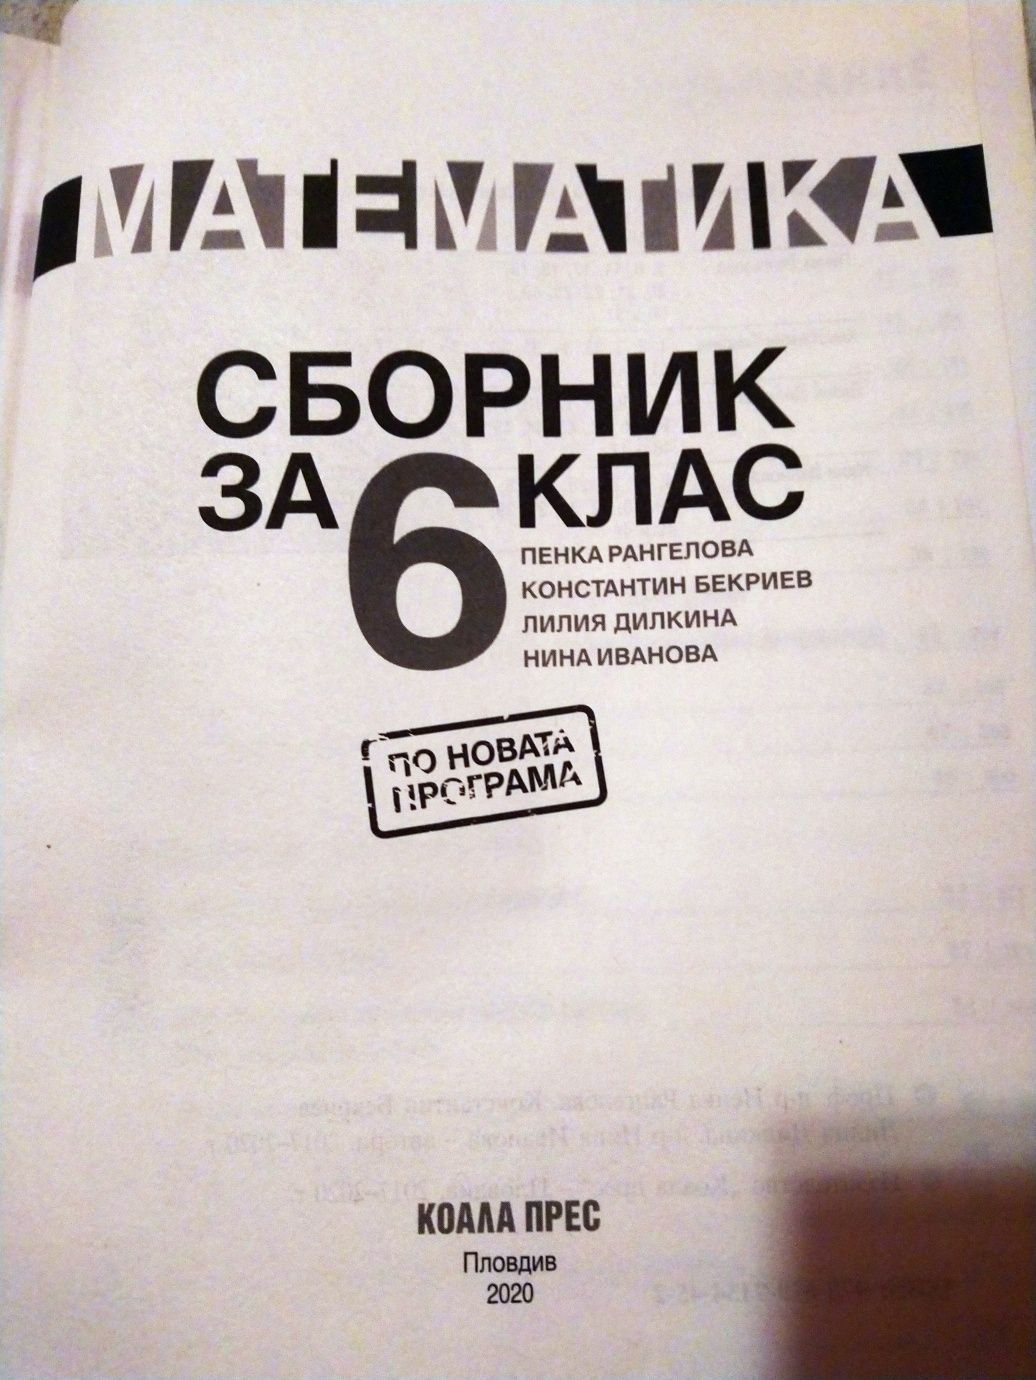 МАТЕМАТИКА
СБОРНИК
ЗА 6 КЛАС
ПЕНКА РАНГЕЛОВА
КОНСТАНТИН БЕКРИЕВ
ЛИЛИЯ ДИЛКИНА
НИНА ИВАНОВА
ПО НОВАТА
ПРОГРАМА
КОАЛА ПРЕС
Пловдив
2020